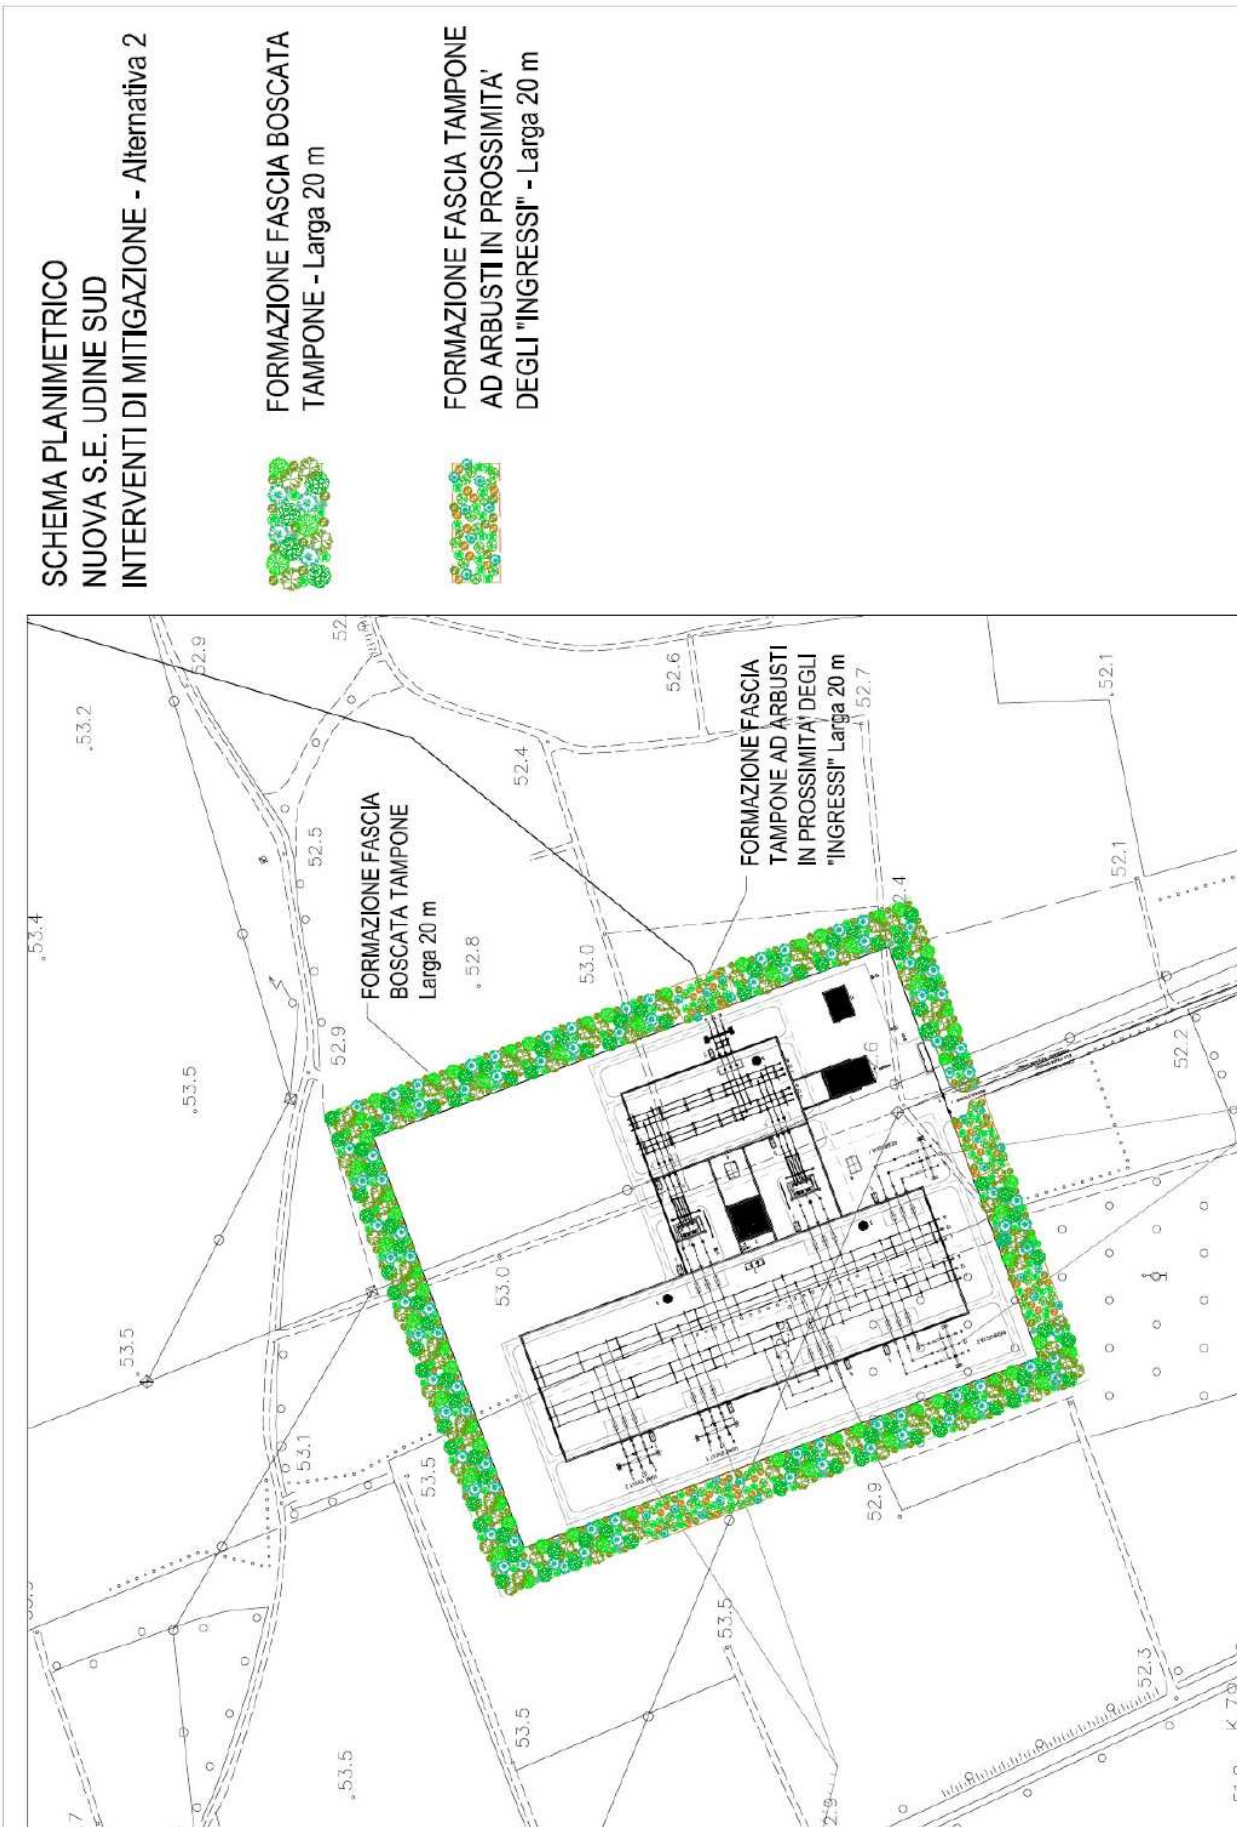 SCHEMA PLANIMETRICO
NUOVA S.E. UDINE SUD
INTERVENTI DI MITIGAZIONE - Alternativa 2
FORMAZIONE FASCIA BOSCATA
TAMPONE - Larga 20 m
FORMAZIONE FASCIA TAMPONE
AD ARBUSTI IN PROSSIMITA'
DEGLI "INGRESSI" - Larga 20 m
FORMAZIONE FASCIA
BOSCATA TAMPONE
Larga 20 m
FORMAZIONE FASCIA
TAMPONE AD ARBUSTI
IN PROSSIMITA' DEGLI
"INGRESSI" Larga 20 m
53.4
53.2
52.9
53.5
52.9
52.5
52.8
53.0
52.4
52.6
52.7
52.1
52.1
52.2
53.5
53.1
53.5
53.0
53.5
53.5
53.5
52.9
52.3